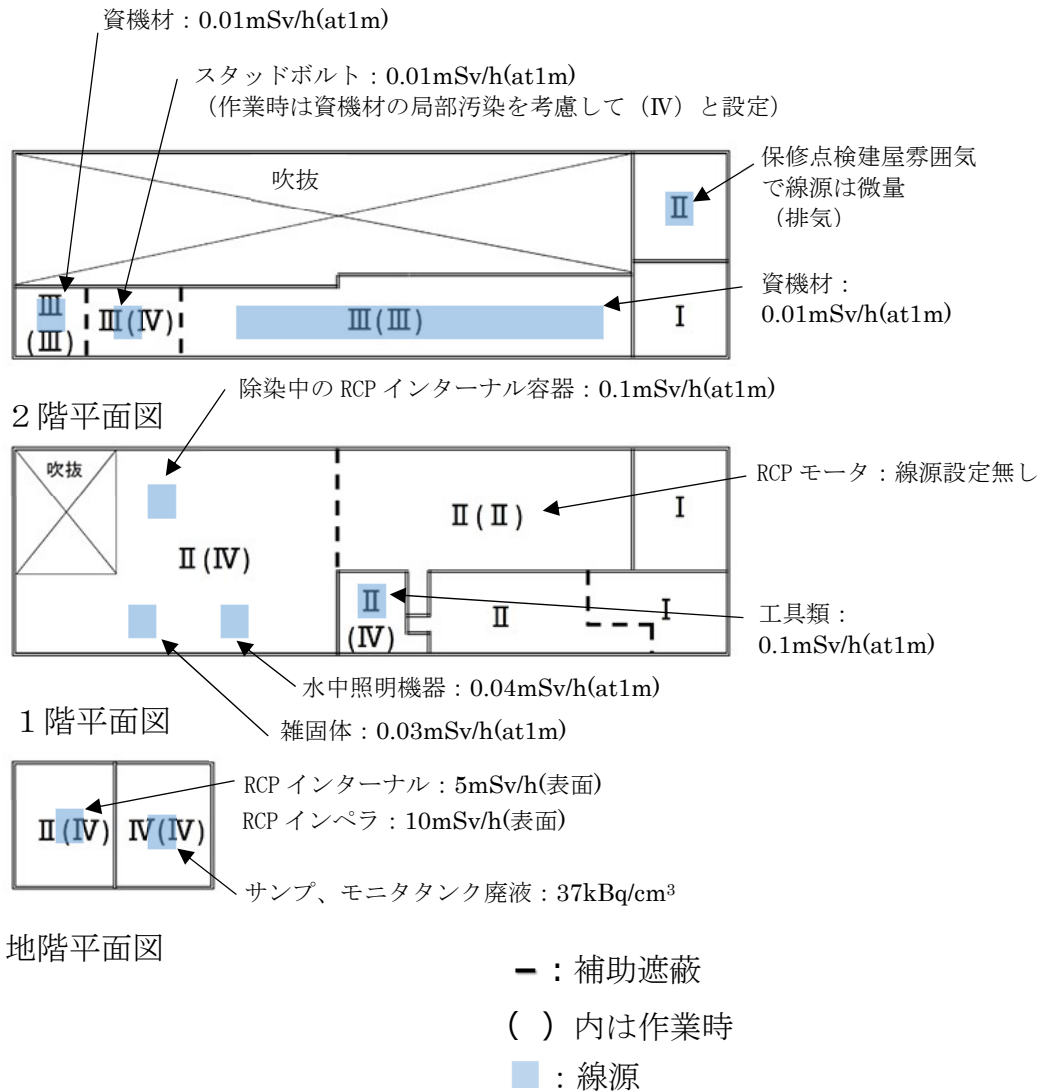 資機材：0.01mSv/h(at1m)
スタッドボルト：0.01mSv/h(at1m)
（作業時は資機材の局部汚染を考慮して（Ⅳ）と設定）
吹抜
Ⅱ
保修点検建屋雰囲気
で線源は微量
（排気）
Ⅲ
(Ⅲ)
Ⅲ(Ⅳ)
Ⅲ(Ⅲ)
Ⅰ
資機材：
0.01mSv/h(at1m)
２階平面図
除染中の RCP インターナル容器：0.1mSv/h(at1m)
吹抜
Ⅱ(Ⅳ)
Ⅱ(Ⅱ)
Ⅰ
RCP モータ：線源設定無し
Ⅱ
(Ⅳ)
Ⅱ
Ⅰ
工具類：
0.1mSv/h(at1m)
水中照明機器：0.04mSv/h(at1m)
１階平面図
雑固体：0.03mSv/h(at1m)
RCP インターナル：5mSv/h(表面)
RCP インペラ：10mSv/h(表面)
Ⅱ(Ⅳ)
Ⅳ(Ⅳ)
サンプ、モニタタンク廃液：37kBq/cm³
地階平面図
：補助遮蔽
( ) 内は作業時
：線源